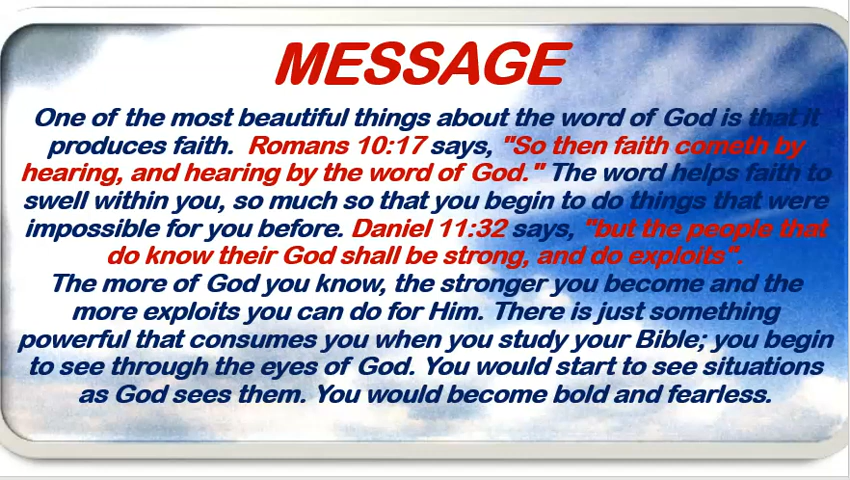 MESSAGE
One of the most beautiful things about the word of God is that it
produces faith. Romans 10:17 says, "So then faith cometh by
hearing, and hearing by the word of God." The word helps faith to
swell within you, so much so that you begin to do things that were
impossible for you before. Daniel 11:32 says, "but the people that
do know their God shall be strong, and do exploits".
The more of God you know, the stronger you become and the
more exploits you can do for Him. There is just something
powerful that consumes you when you study your Bible; you begin
to see through the eyes of God. You would start to see situations
as God sees them. You would become bold and fearless.